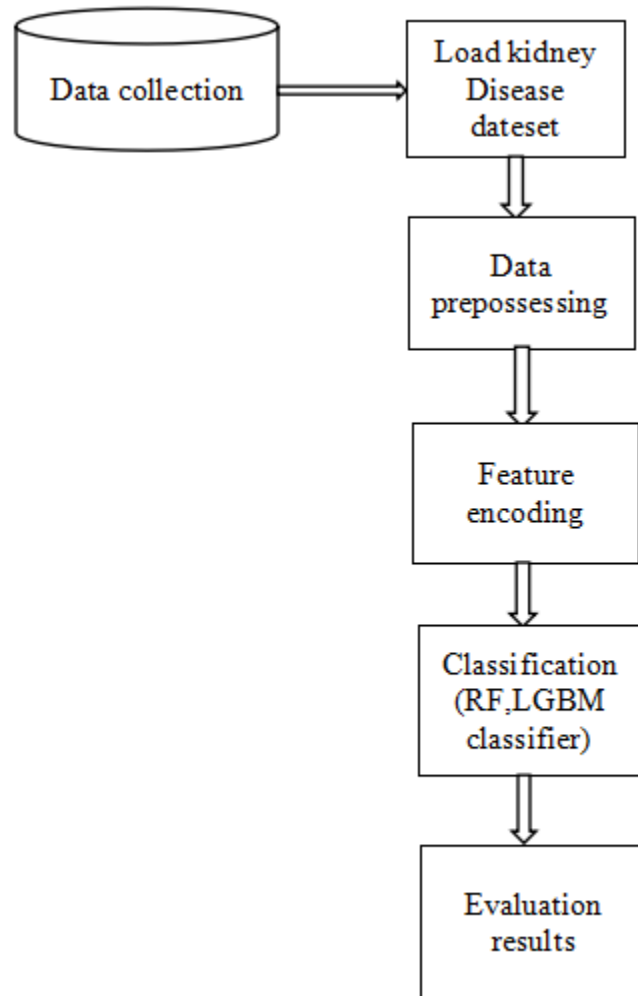 Data collection
Load kidney
Disease
dateset
Data
prepossessing
Feature
encoding
Classification
(RF,LGBM
classifier)
Evaluation
results